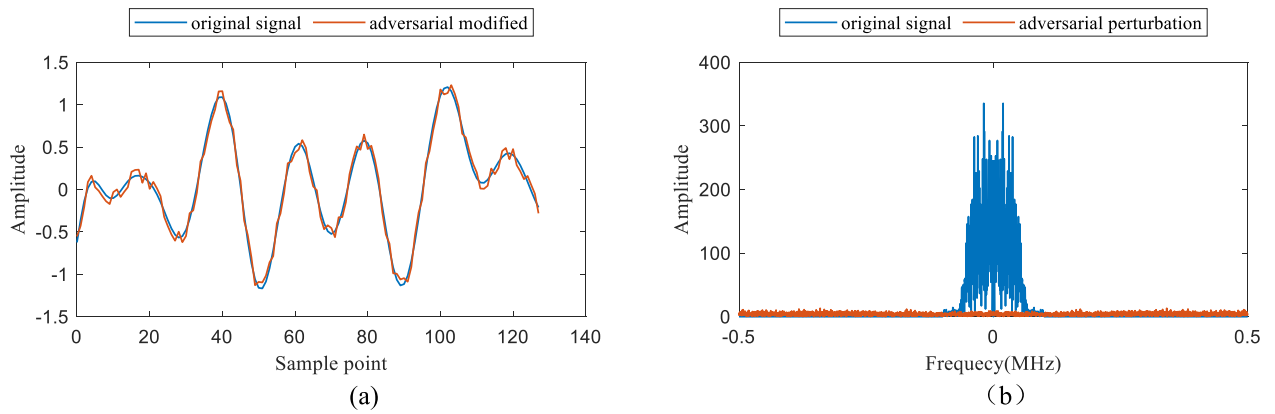 original signal adversarial modified
1.5
1
0.5
0
-0.5
-1
-1.5
Amplitude
0 20 40 60 80 100 120 140
Sample point
(a)
original signal adversarial perturbation
400
300
200
100
0
Amplitude
-0.5 0 0.5
Frequecy(MHz)
（b）